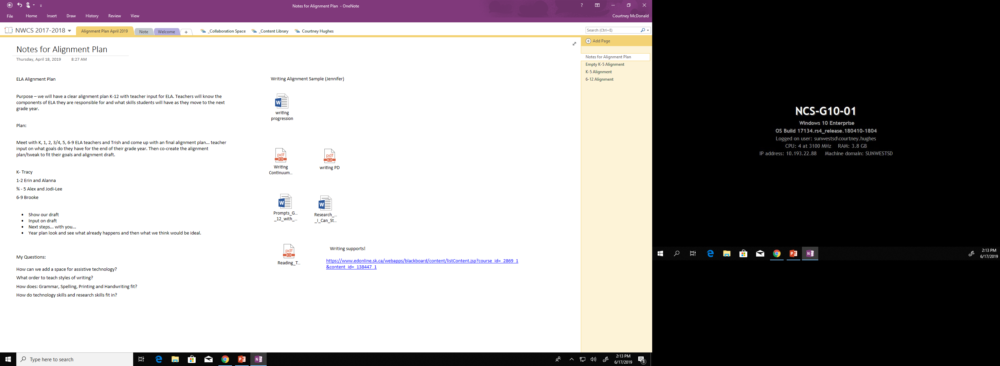 Notes for Alignment Plan - OneNote
?
File Home Insert Draw History Review View
Courtney McDonald
NWCS 2017-2018
Alignment Plan April 2019
Note
Welcome
+
_Collaboration Space
_Content Library
Courtney Hughes
Search (Ctrl+E)
Notes for Alignment Plan
Thursday, April 18, 2019 8:27 AM
ELA Alignment Plan
Purpose – we will have a clear alignment plan K-12 with teacher input for ELA. Teachers will know the
components of ELA they are responsible for and what skills students will have as they move to the next
grade year.
Plan:
Meet with K, 1, 2, 3/4, 5, 6-9 ELA teachers and Trish and come up with an final alignment plan... teacher
input on what goals do they have for the end of their grade year. Then co-create the alignment
plan/tweak to fit their goals and alignment draft.
K- Tracy
1-2 Erin and Alanna
¾ - 5 Alex and Jodi-Lee
6-9 Brooke
• Show our draft
• Input on draft
• Next steps... with you...
• Year plan look and see what already happens and then what we think would be ideal.
My Questions:
How can we add a space for assistive technology?
What order to teach styles of writing?
How does: Grammar, Spelling, Printing and Handwriting fit?
How do technology skills and research skills fit in?
Writing Alignment Sample (Jennifer)
W
writing
progression
pdf
Writing
Continuum...
pdf
writing PD
W
Prompts_G...
_12_with_...
W
Research_...
_I_Can_St...
pdf
Reading_T...
Writing supports!
https://www.edonline.sk.ca/webapps/blackboard/content/listContent.jsp?course_id=_2869_1
&content_id=_138447_1
Add Page
Notes for Alignment Plan
Empty K-5 Alignment
K-5 Alignment
6-12 Alignment
Type here to search
2:13 PM
6/17/2019
3
NCS-G10-01
Windows 10 Enterprise
OS Build 17134.rs4_release.180410-1804
Logged on user: sunwestsd\courtney.hughes
CPU: 4 at 3100 MHz RAM: 3.8 GB
IP address: 10.193.22.88 Machine domain: SUNWESTSD
2:13 PM
6/17/2019